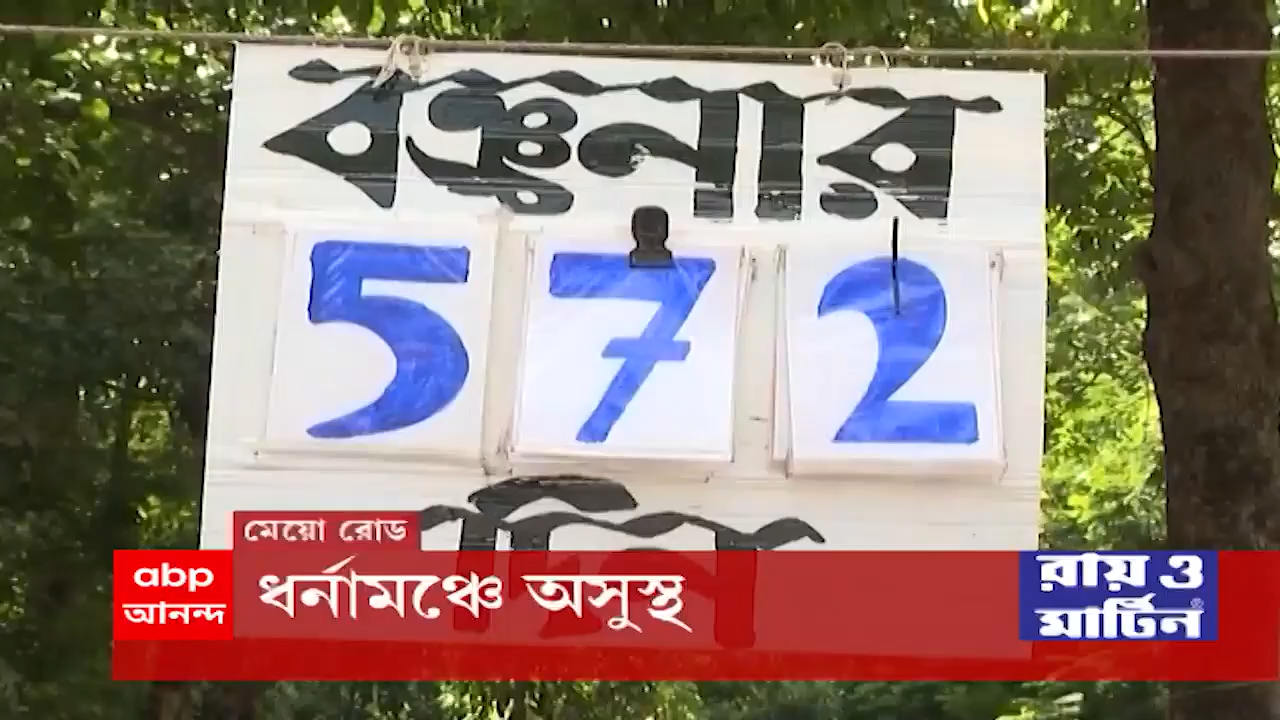 বঞ্চনার
572
দিন
মেয়ো রোড
abp
আনন্দ
ধর্নামঞ্চে অসুস্থ
রায় ও
মার্টিন®